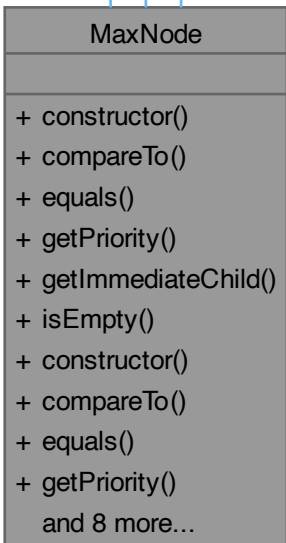 MaxNode
+ constructor()
+ compareTo()
+ equals()
+ getPriority()
+ getImmediateChild()
+ isEmpty()
+ constructor()
+ compareTo()
+ equals()
+ getPriority()
and 8 more...